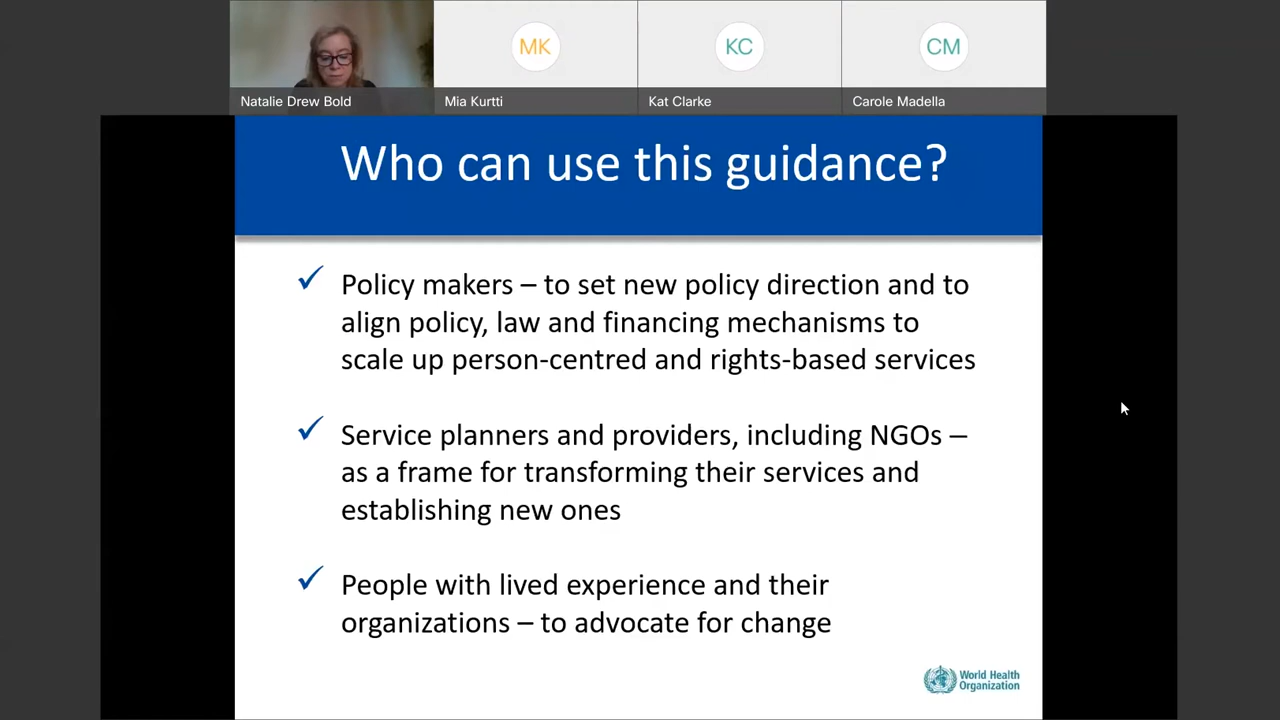 MK
KC
CM
Natalie Drew Bold
Mia Kurtti
Kat Clarke
Carole Madella
Who can use this guidance?
✓ Policy makers – to set new policy direction and to
align policy, law and financing mechanisms to
scale up person-centred and rights-based services
✓ Service planners and providers, including NGOs –
as a frame for transforming their services and
establishing new ones
✓ People with lived experience and their
organizations – to advocate for change
World Health
Organization